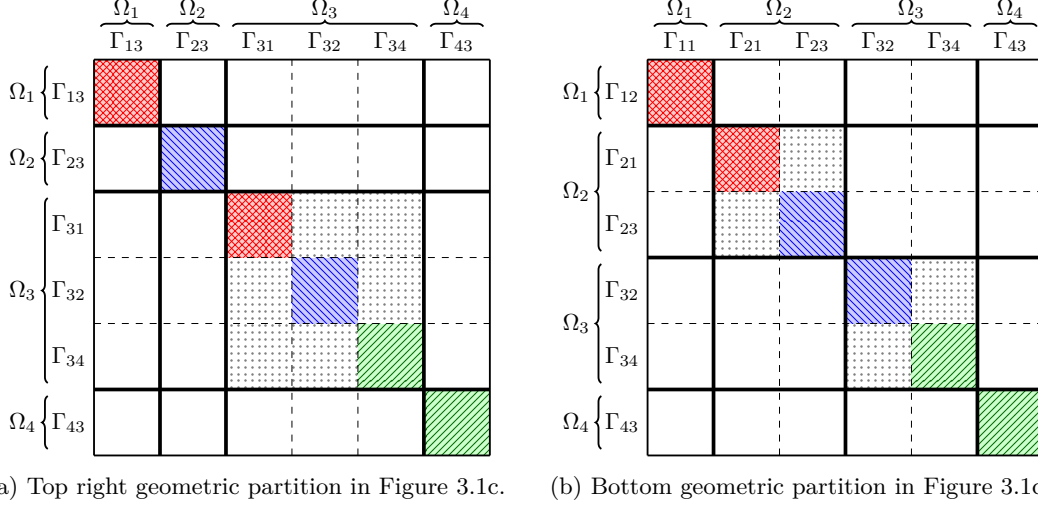 Ω1 Ω2 Ω3 Ω4
Γ13 Γ23 Γ31 Γ32 Γ34 Γ43
Ω1 Γ13
Ω2 Γ23
Γ31
Ω3 Γ32
Γ34
Ω4 Γ43
a) Top right geometric partition in Figure 3.1c.
Ω1 Ω2 Ω3 Ω4
Γ11 Γ21 Γ23 Γ32 Γ34 Γ43
Ω1 Γ12
Γ21
Ω2
Γ23
Γ32
Ω3
Γ34
Ω4 Γ43
(b) Bottom geometric partition in Figure 3.1c